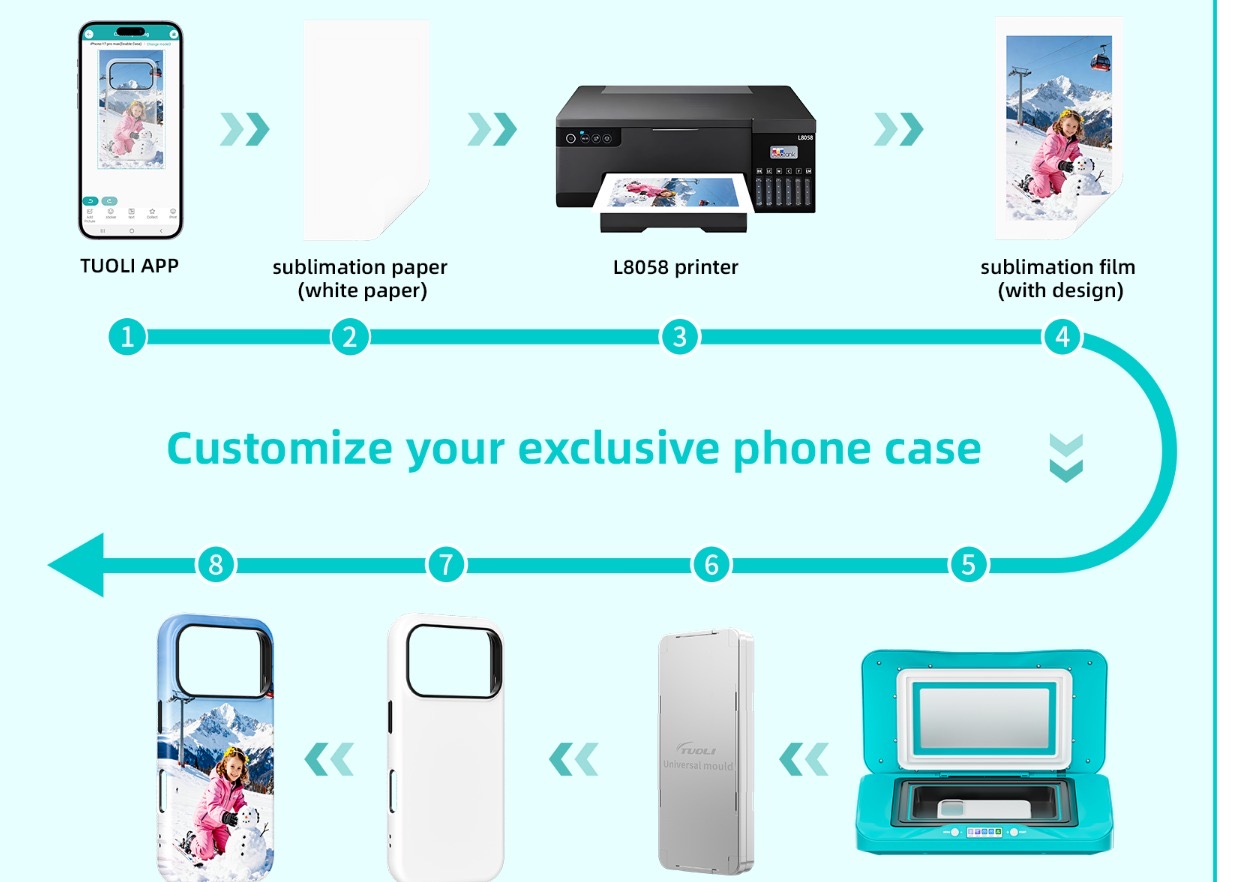 TUOLI APP
sublimation paper
(white paper)
L8058
L8058 printer
sublimation film
(with design)
1
2
3
4
Customize your exclusive phone case
8
7
6
5
TUOLI
Universal mould